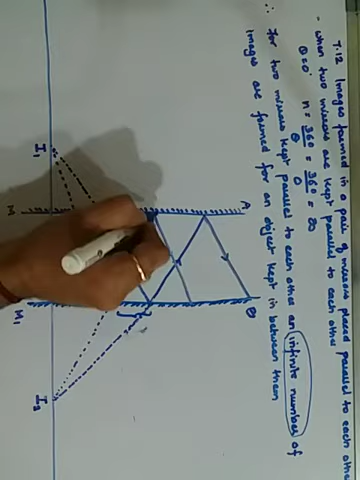 7.12 Images formed in a pair of mirrors placed parallel to each other
- when two mirrors are kept parallel to each other
θ=0° n = 360/θ = 360/0 = ∞
∴ For two mirrors kept parallel to each other an infinite number of
images are formed for an object kept in between them
A
B
M
M₁
I₁
I₂